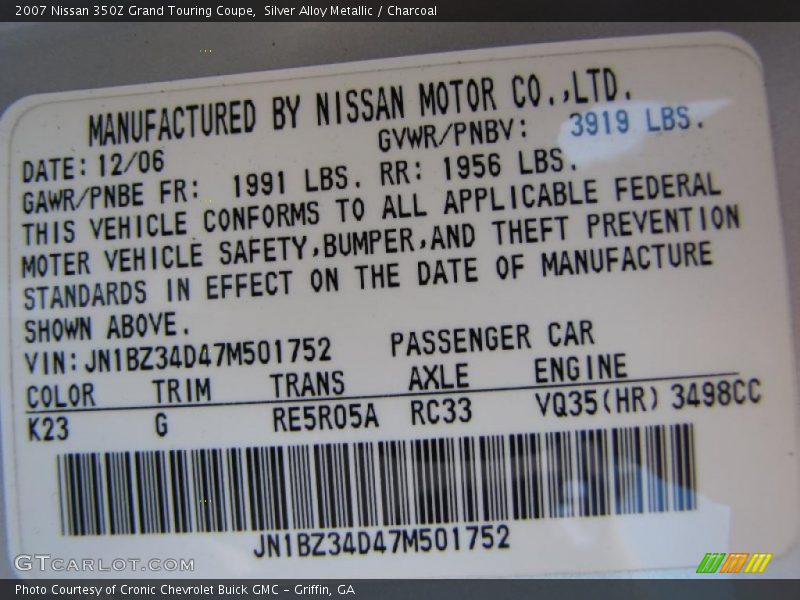 2007 Nissan 350Z Grand Touring Coupe,  Silver Alloy Metallic / Charcoal
MANUFACTURED BY NISSAN MOTOR CO.,LTD.
DATE: 12/06 GVWR/PNBV: 3919 LBS.
GAWR/PNBE FR: 1991 LBS. RR: 1956 LBS.
THIS VEHICLE CONFORMS TO ALL APPLICABLE FEDERAL
MOTER VEHICLE SAFETY,BUMPER,AND THEFT PREVENTION
STANDARDS IN EFFECT ON THE DATE OF MANUFACTURE
SHOWN ABOVE.
VIN: JN1BZ34D47M501752 PASSENGER CAR
COLOR TRIM TRANS AXLE ENGINE
K23 G RE5R05A RC33 VQ35(HR) 3498CC
JN1BZ34D47M501752
GTCARLOT.COM
Photo Courtesy of Cronic Chevrolet Buick GMC – Griffin, GA